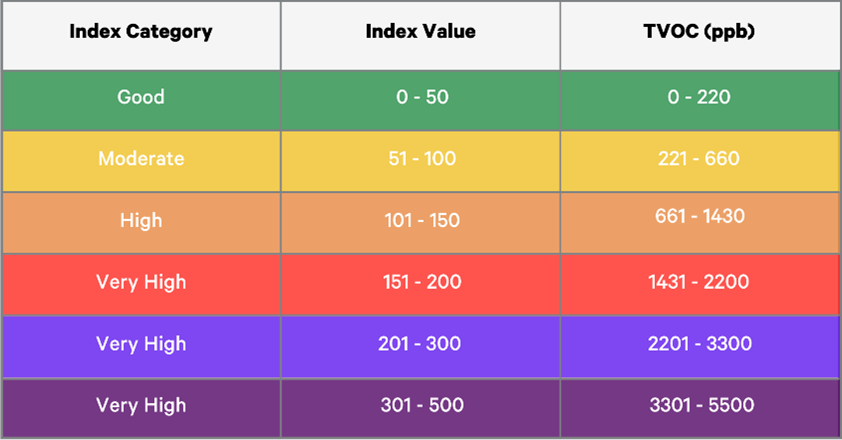 Index Category Index Value TVOC (ppb)
Good 0 - 50 0 - 220
Moderate 51 - 100 221 - 660
High 101 - 150 661 - 1430
Very High 151 - 200 1431 - 2200
Very High 201 - 300 2201 - 3300
Very High 301 - 500 3301 - 5500